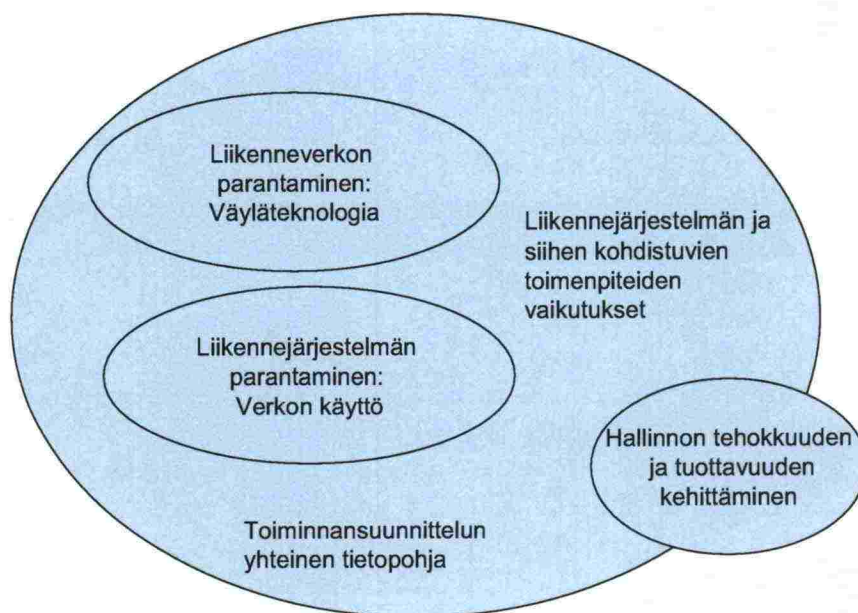 Liikenneverkon
parantaminen:
Väyläteknologia
Liikennejärjestelmän ja
siihen kohdistuvien
toimenpiteiden
vaikutukset
Liikennejärjestelmän
parantaminen:
Verkon käyttö
Hallinnon tehokkuuden
ja tuottavuuden
kehittäminen
Toiminnansuunnittelun
yhteinen tietopohja